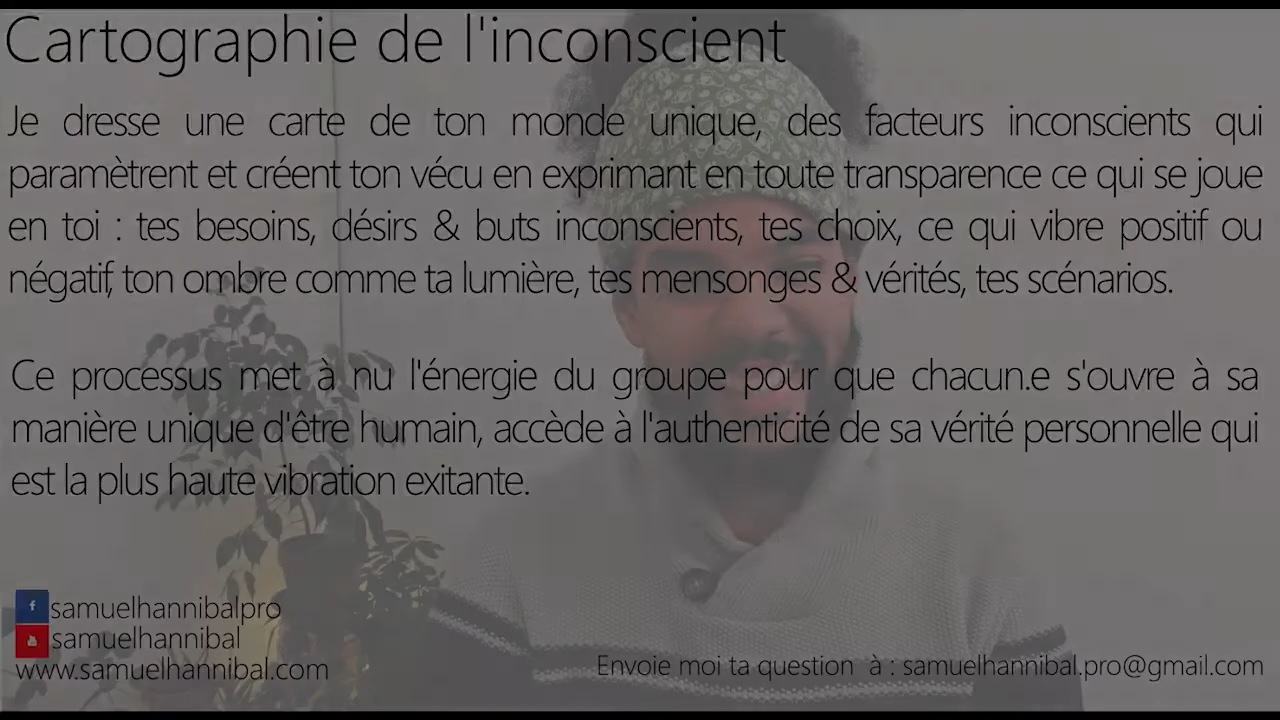 Cartographie de l'inconscient
Je dresse une carte de ton monde unique, des facteurs inconscients qui
paramètrent et créent ton vécu en exprimant en toute transparence ce qui se joue
en toi : tes besoins, désirs & buts inconscients, tes choix, ce qui vibre positif ou
négatif, ton ombre comme ta lumière, tes mensonges & vérités, tes scénarios.
Ce processus met à nu l'énergie du groupe pour que chacun.e s'ouvre à sa
manière unique d'être humain, accède à l'authenticité de sa vérité personnelle qui
est la plus haute vibration exitante.
f samuelhannibalpro
samuelhannibal
www.samuelhannibal.com
Envoie moi ta question à : samuelhannibal.pro@gmail.com